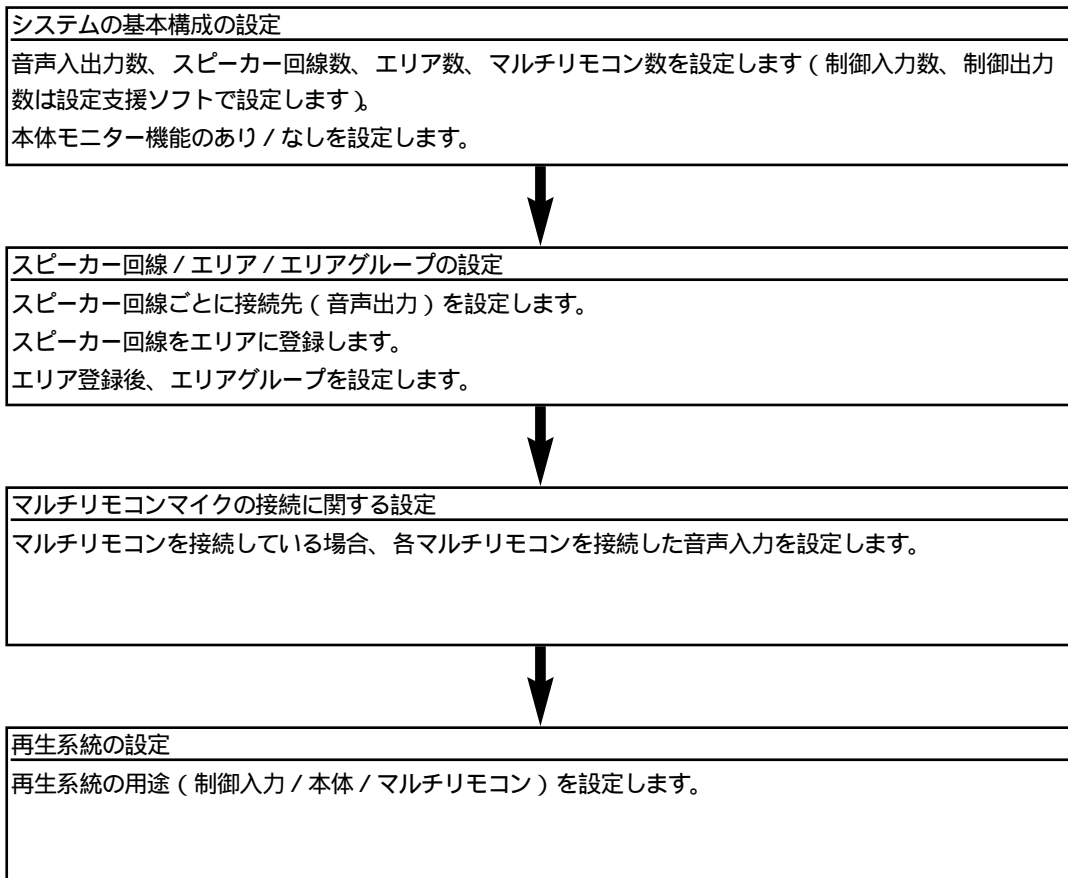 システムの基本構成の設定
音声入出力数、スピーカー回線数、エリア数、マルチリモコン数を設定します（制御入力数、制御出力
数は設定支援ソフトで設定します）。
本体モニター機能のあり／なしを設定します。
スピーカー回線／エリア／エリアグループの設定
スピーカー回線ごとに接続先（音声出力）を設定します。
スピーカー回線をエリアに登録します。
エリア登録後、エリアグループを設定します。
マルチリモコンマイクの接続に関する設定
マルチリモコンを接続している場合、各マルチリモコンを接続した音声入力を設定します。
再生系統の設定
再生系統の用途（制御入力／本体／マルチリモコン）を設定します。